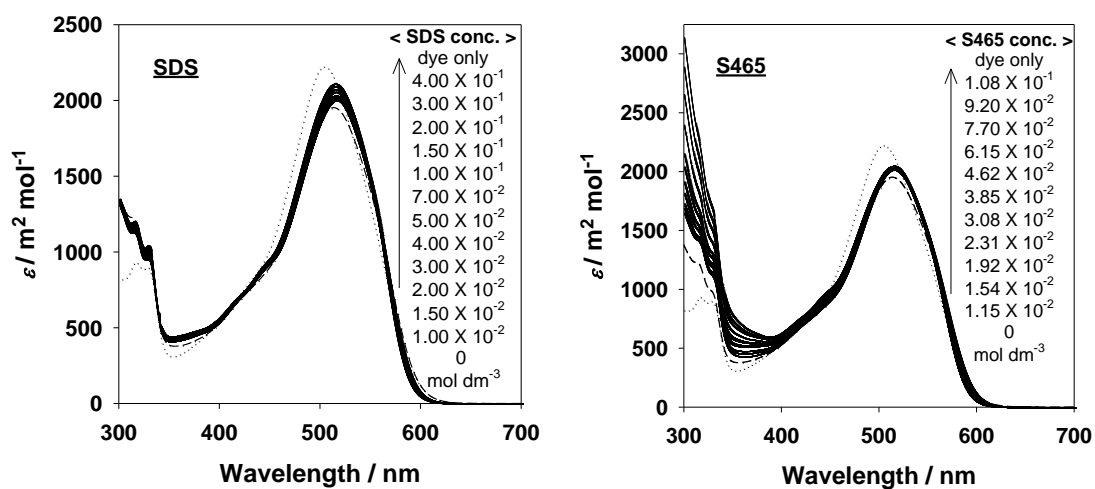 SDS
ε / m² mol⁻¹
2500
2000
1500
1000
500
0
300 400 500 600 700
Wavelength / nm
< SDS conc. >
dye only
4.00 X 10⁻¹
3.00 X 10⁻¹
2.00 X 10⁻¹
1.50 X 10⁻¹
1.00 X 10⁻¹
7.00 X 10⁻²
5.00 X 10⁻²
4.00 X 10⁻²
3.00 X 10⁻²
2.00 X 10⁻²
1.50 X 10⁻²
1.00 X 10⁻²
0
mol dm⁻³
S465
ε / m² mol⁻¹
3000
2500
2000
1500
1000
500
0
300 400 500 600 700
Wavelength / nm
< S465 conc. >
dye only
1.08 X 10⁻¹
9.20 X 10⁻²
7.70 X 10⁻²
6.15 X 10⁻²
4.62 X 10⁻²
3.85 X 10⁻²
3.08 X 10⁻²
2.31 X 10⁻²
1.92 X 10⁻²
1.54 X 10⁻²
1.15 X 10⁻²
0
mol dm⁻³